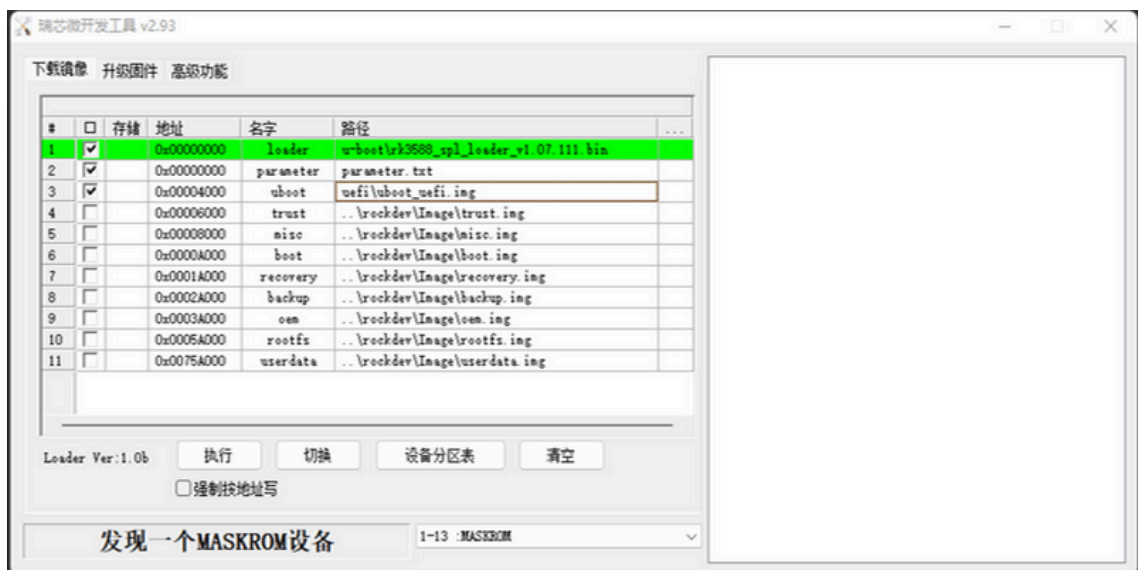 瑞芯微开发工具 v2.93
下载镜像 升级固件 高级功能
# 存储 地址 名字 路径 ...
1 0x00000000 loader u-boot\rk3588_spl_loader_v1.07.111.bin
2 0x00000000 parameter parameter.txt
3 0x00004000 uboot uefi\uboot_uefi.img
4 0x00006000 trust ..\rockdev\Image\trust.img
5 0x00008000 misc ..\rockdev\Image\misc.img
6 0x0000A000 boot ..\rockdev\Image\boot.img
7 0x0001A000 recovery ..\rockdev\Image\recovery.img
8 0x0002A000 backup ..\rockdev\Image\backup.img
9 0x0003A000 oem ..\rockdev\Image\oem.img
10 0x0005A000 rootfs ..\rockdev\Image\rootfs.img
11 0x0075A000 userdata ..\rockdev\Image\userdata.img
Loader Ver:1.0b 执行 切换 设备分区表 清空
强制按地址写
发现一个MASKROM设备 1-13 :MASKROM